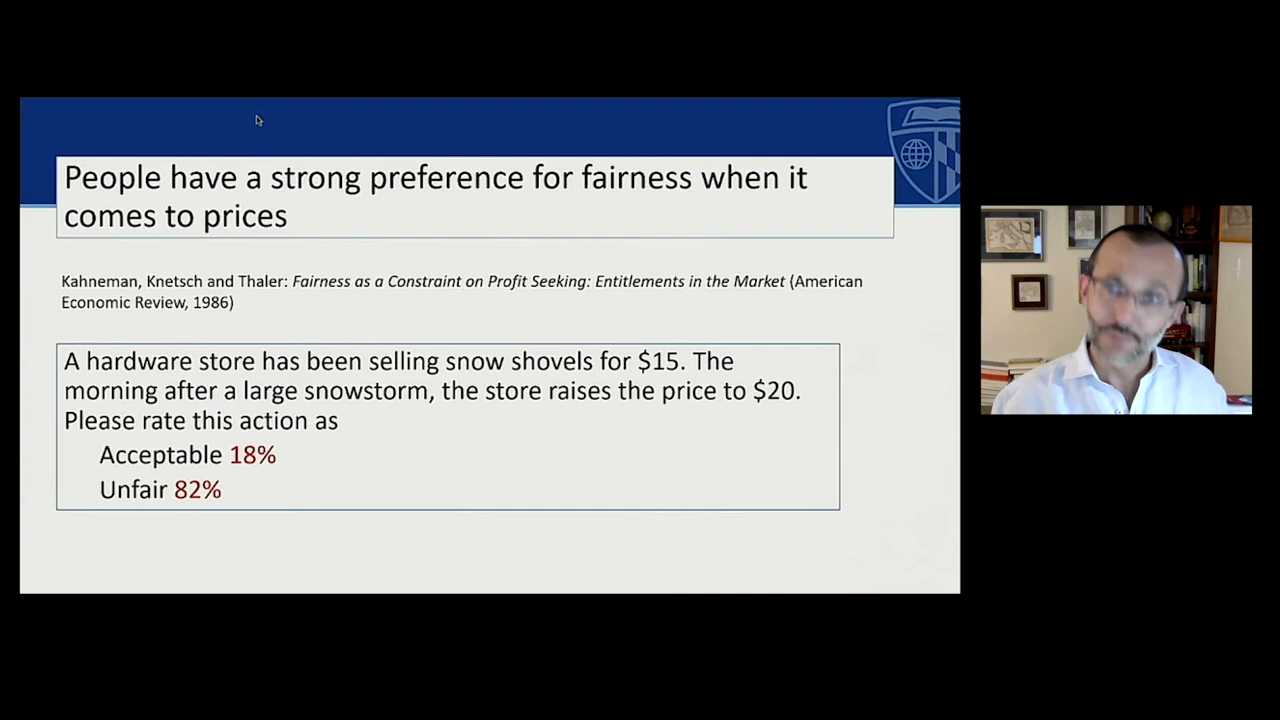 People have a strong preference for fairness when it
comes to prices
Kahneman, Knetsch and Thaler: Fairness as a Constraint on Profit Seeking: Entitlements in the Market (American
Economic Review, 1986)
A hardware store has been selling snow shovels for $15. The
morning after a large snowstorm, the store raises the price to $20.
Please rate this action as
Acceptable 18%
Unfair 82%